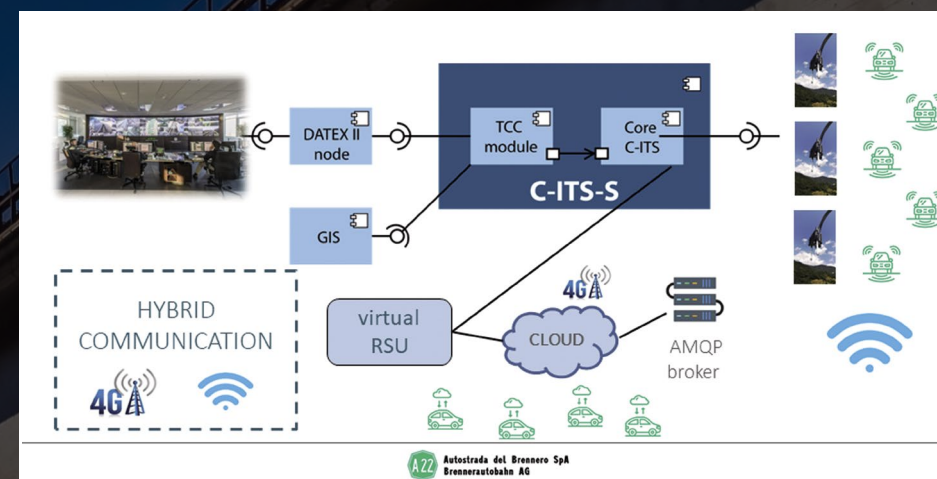 DATEX II
node
TCC
module
Core
C-ITS
C-ITS-S
GIS
HYBRID
COMMUNICATION
4G
virtual
RSU
4G
CLOUD
AMQP
broker
A22
Autostrada del Brennero SpA
Brennerautobahn AG